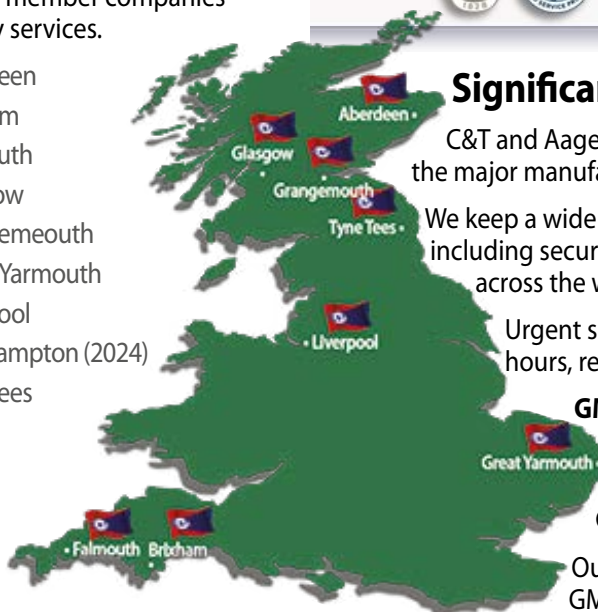 member companies
services.
een
m
uth
ow
emeouth
Yarmouth
ool
ampton (2024)
ees
Aberdeen
Glasgow
Grangemouth
Tyne Tees
Liverpool
Great Yarmouth
Falmouth Brixham
Significa
C&T and Aage
the major manufa
We keep a wide
including secur
across the w
Urgent s
hours, re
GM
Ou
GM